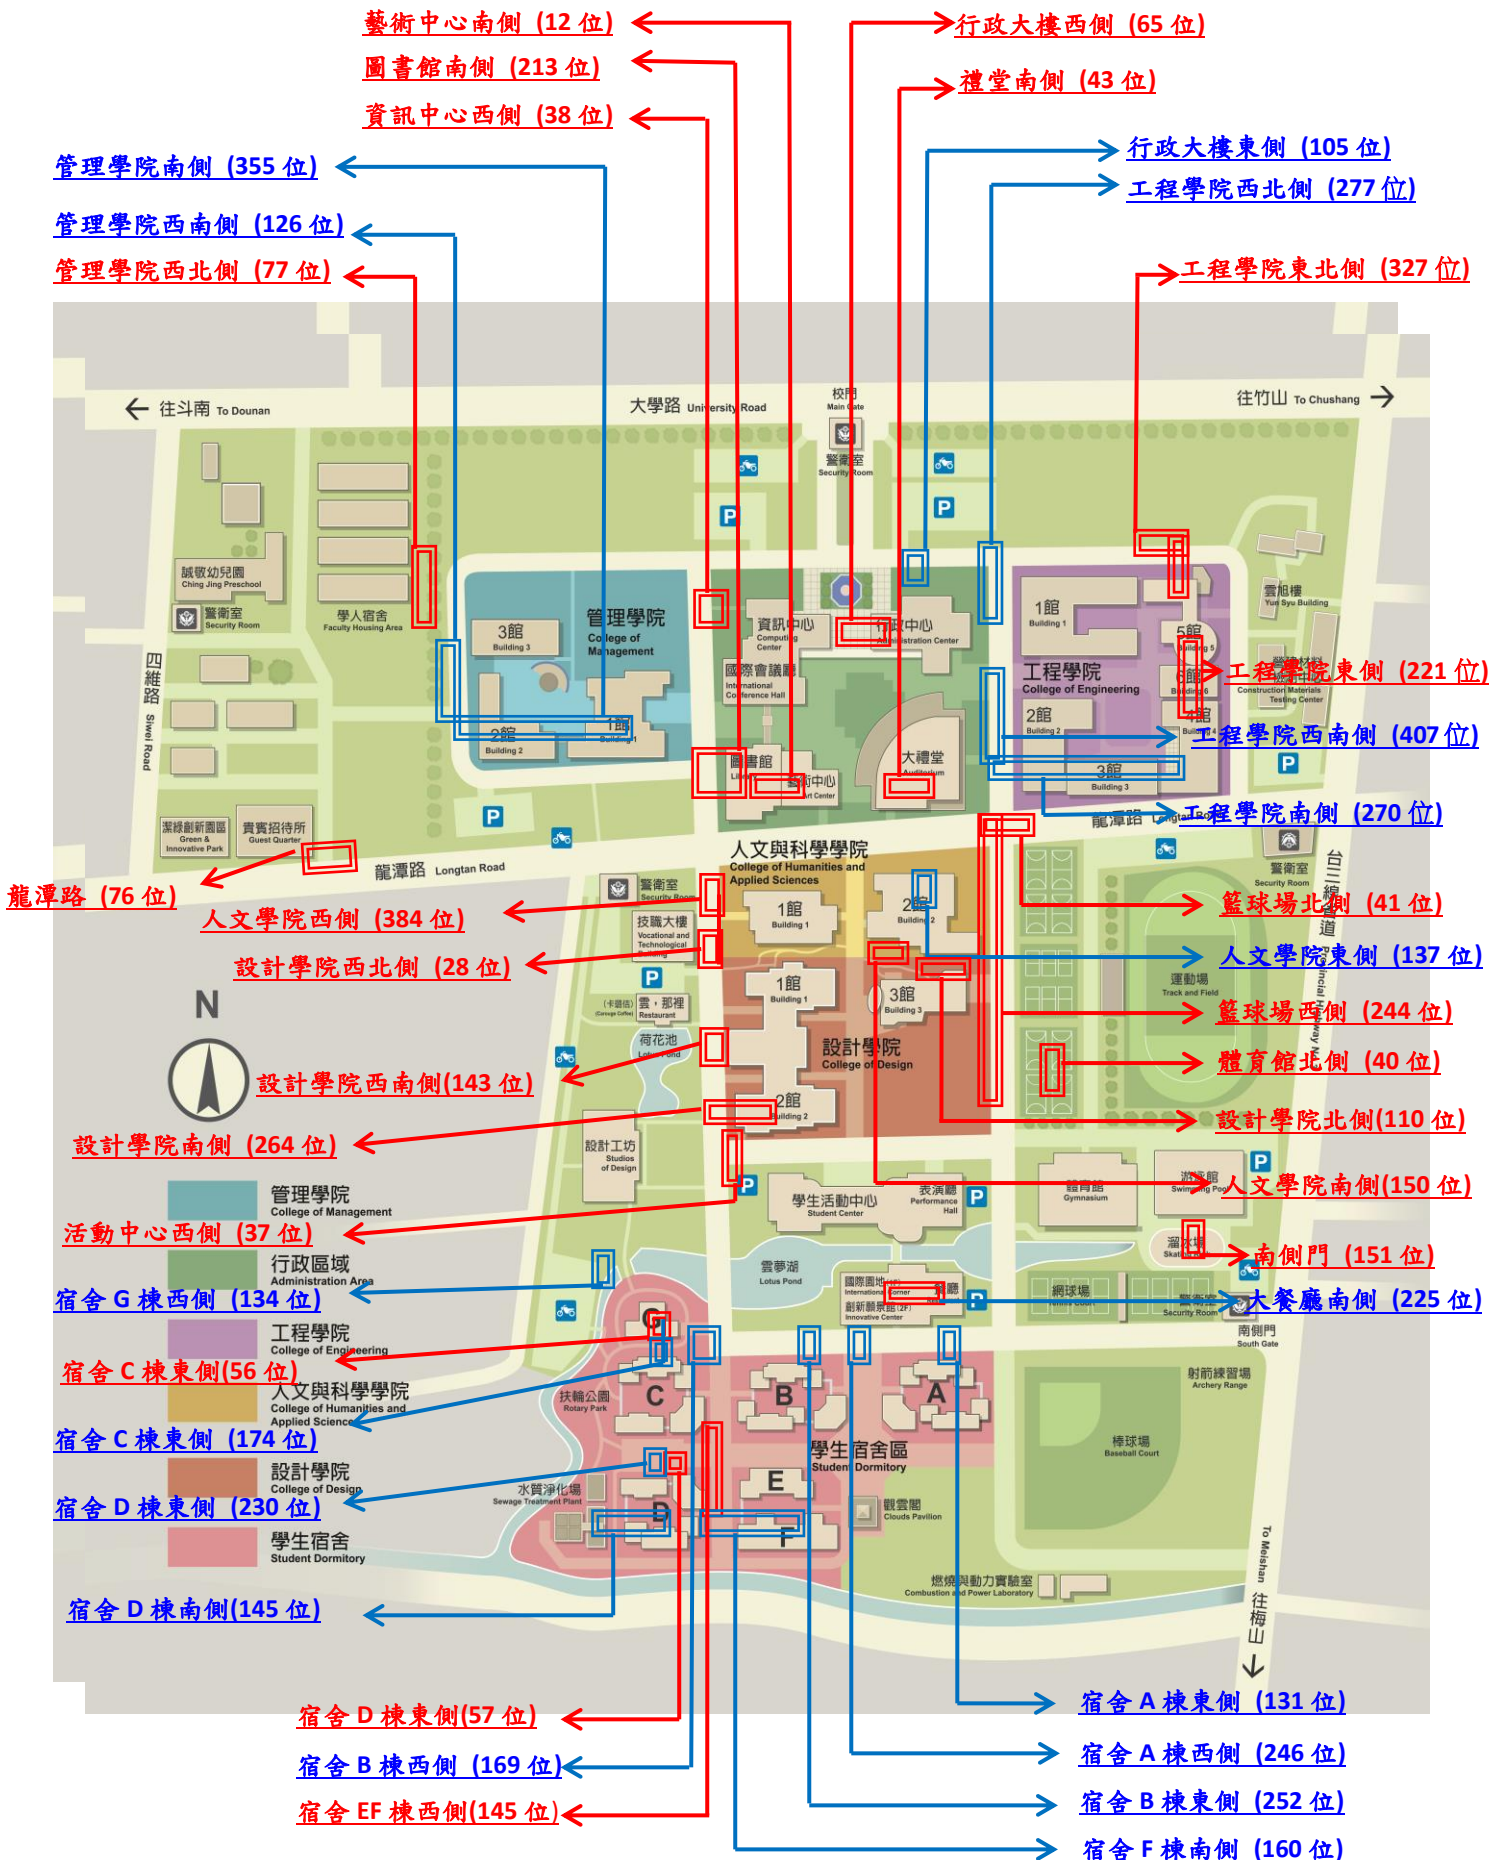 藝術中心南側 (12 位)
行政大樓西側 (65 位)
圖書館南側 (213 位)
禮堂南側 (43 位)
資訊中心西側 (38 位)
管理學院南側 (355 位)
行政大樓東側 (105 位)
工程學院西北側 (277 位)
管理學院西南側 (126 位)
管理學院西北側 (77 位)
工程學院東北側 (327 位)
往斗南 To Dounan
大學路 University Road
校門
Main Gate
往竹山 To Chushang
警衛室
Security Room
P
P
誠敬幼兒園
Ching Jing Preschool
警衛室
Security Room
學人宿舍
Faculty Housing Area
3館
Building 3
管理學院
College of
Management
資訊中心
Computing
Center
行政中心
Administration Center
1館
Building 1
5館
Building 5
雲旭樓
Yun Syu Building
四維路 Siwei Road
國際會議廳
International
Conference Hall
工程學院
College of Engineering
6館
Building 6
工程學院東側 (221 位)
Construction Materials
Testing Center
2館
Building 2
1館
Building 1
2館
Building 2
4館
Building 4
工程學院西南側 (407 位)
圖書館
Library
藝術中心
Art Center
大禮堂
Auditorium
3館
Building 3
P
工程學院南側 (270 位)
潔綠創新園區
Green &
Innovative Park
貴賓招待所
Guest Quarter
P
龍潭路 Longtan Road
龍潭路 Longtan Road
人文與科學學院
College of Humanities and
Applied Sciences
警衛室
Security Room
龍潭路 (76 位)
警衛室
Security Room
台三線省道 Provincial Highway No.
人文學院西側 (384 位)
技職大樓
Vocational and
Technological
Building
1館
Building 1
2館
Building 2
籃球場北側 (41 位)
設計學院西北側 (28 位)
人文學院東側 (137 位)
P
N
1館
Building 1
3館
Building 3
運動場
Track and Field
雲，那裡
Restaurant
籃球場西側 (244 位)
荷花池
Lotus Pond
設計學院
College of Design
體育館北側 (40 位)
設計學院西南側(143 位)
2館
Building 2
設計學院北側(110 位)
設計學院南側 (264 位)
設計工坊
Studios
of Design
P
學生活動中心
Student Center
表演廳
Performance
Hall
P
體育館
Gymnasium
游泳館
Swimming Pool
P
人文學院南側(150 位)
管理學院
College of Management
活動中心西側 (37 位)
溜冰場
Skating
南側門 (151 位)
行政區域
Administration Area
雲夢湖
Lotus Pond
國際園地(1F)
International Corner
創新願景館(2F)
Innovative Center
餐廳
P
網球場
Tennis Court
警衛室
Security Room
大餐廳南側 (225 位)
宿舍 G 棟西側 (134 位)
工程學院
College of Engineering
G
南側門
South Gate
宿舍 C 棟東側(56 位)
人文與科學學院
College of Humanities and
Applied Sciences
扶輪公園
Rotary Park
C
B
A
射箭練習場
Archery Range
宿舍 C 棟東側 (174 位)
學生宿舍區
Student Dormitory
棒球場
Baseball Court
設計學院
College of Design
宿舍 D 棟東側 (230 位)
水質淨化場
Sewage Treatment Plant
D
E
F
觀雲閣
Clouds Pavilion
學生宿舍
Student Dormitory
燃燒與動力實驗室
Combustion and Power Laboratory
To Meishan 往梅山
宿舍 D 棟南側(145 位)
宿舍 D 棟東側(57 位)
宿舍 A 棟東側 (131 位)
宿舍 B 棟西側 (169 位)
宿舍 A 棟西側 (246 位)
宿舍 EF 棟西側(145 位)
宿舍 B 棟東側 (252 位)
宿舍 F 棟南側 (160 位)